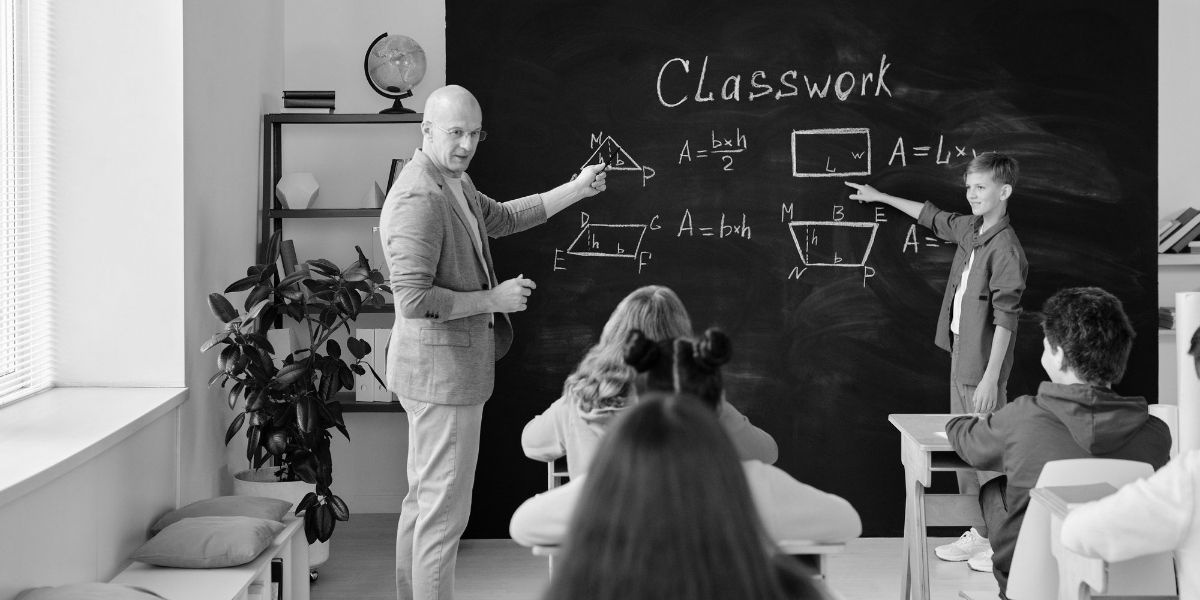 Classwork
M
h b
P
A = b×h/2
L w
A = L×
D G
h b
E F
A = b×h
M B E
h
b
N P
A =